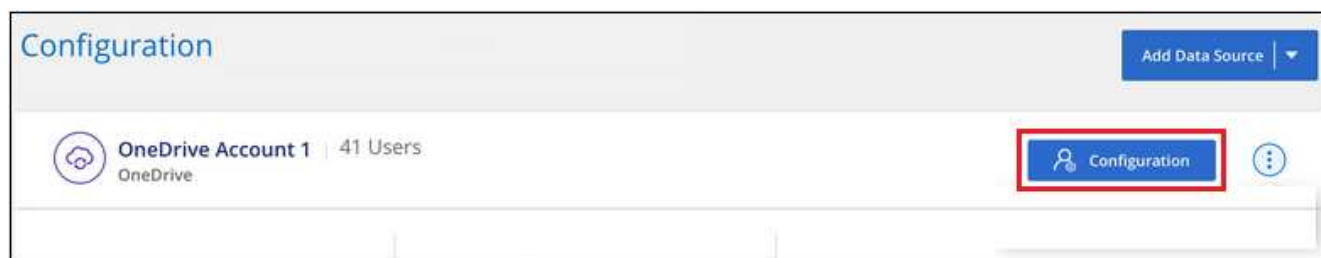 Configuration
Add Data Source
OneDrive Account 1 41 Users
Configuration
OneDrive